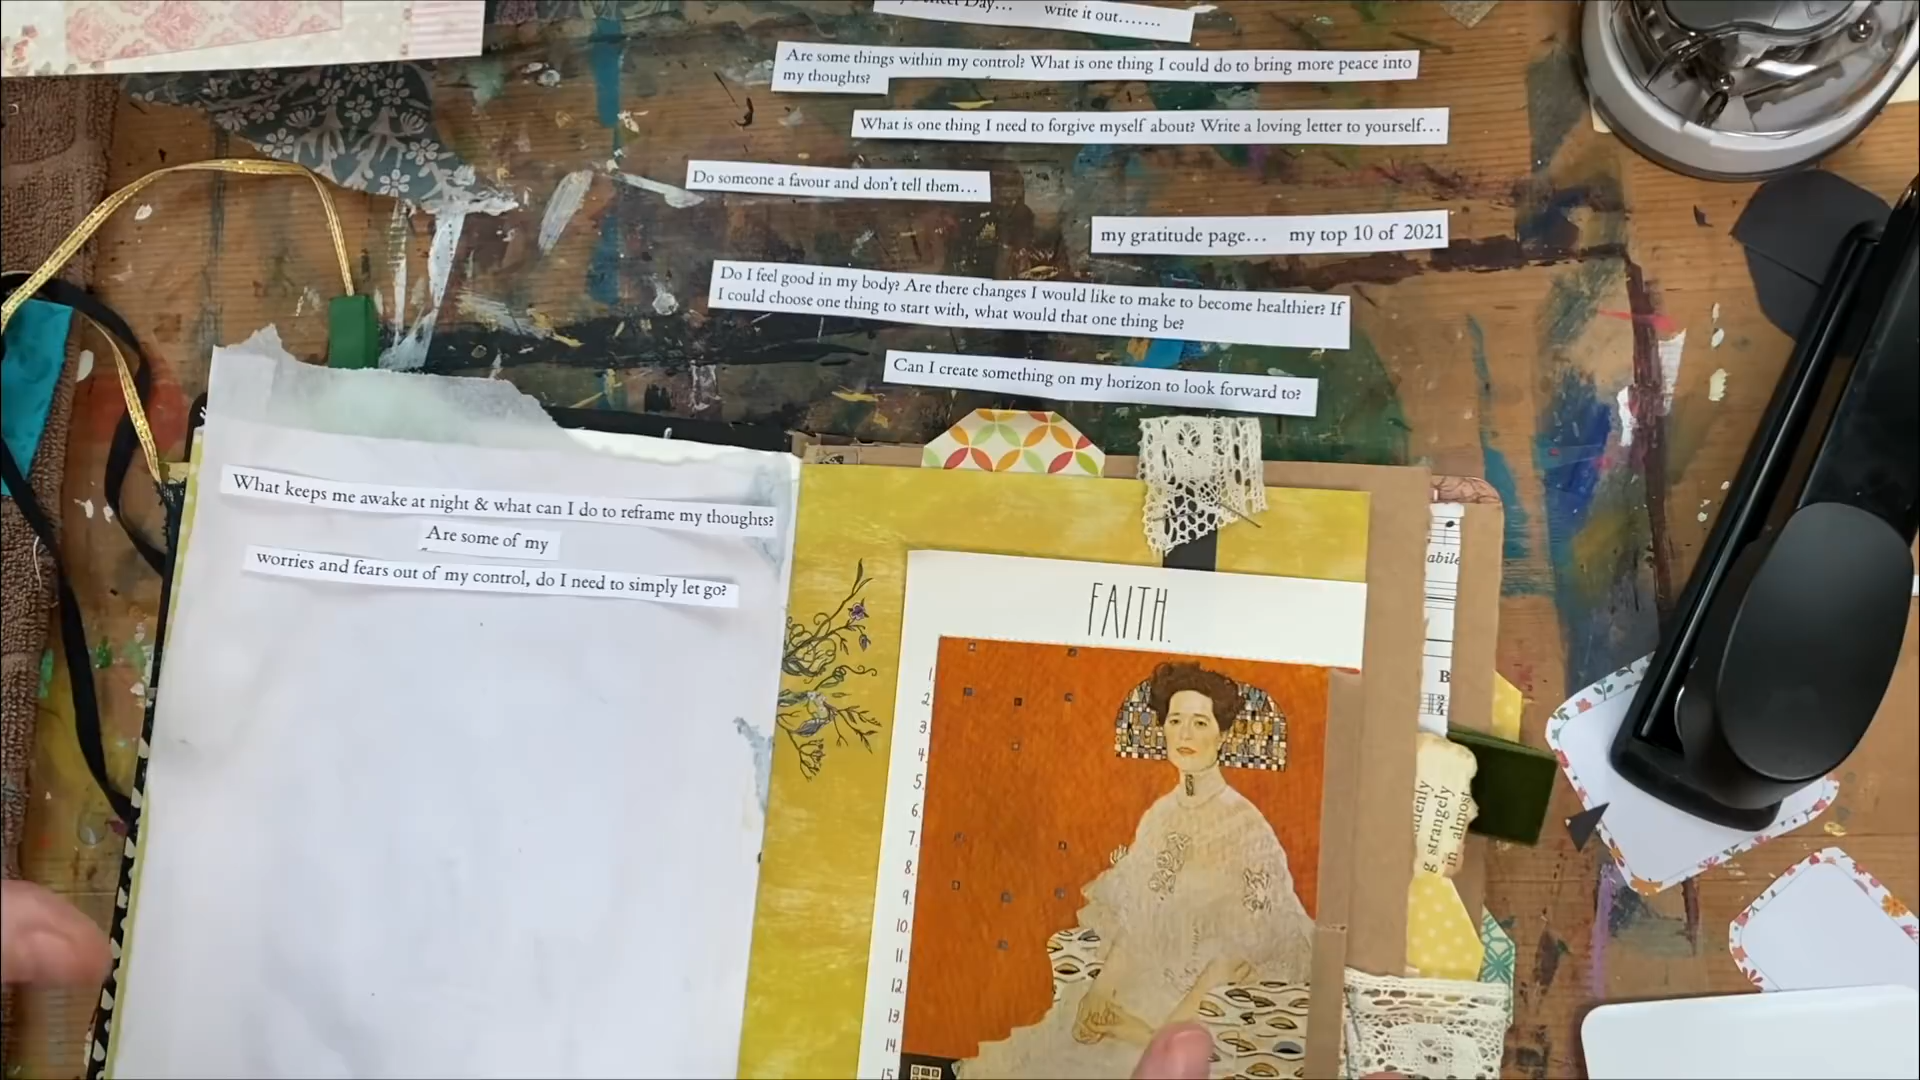 Day... write it out.......
Are some things within my control? What is one thing I could do to bring more peace into
my thoughts?
What is one thing I need to forgive myself about? Write a loving letter to yourself...
Do someone a favour and don't tell them...
my gratitude page... my top 10 of 2021
Do I feel good in my body? Are there changes I would like to make to become healthier? If
I could choose one thing to start with, what would that one thing be?
Can I create something on my horizon to look forward to?
What keeps me awake at night & what can I do to reframe my thoughts?
Are some of my
worries and fears out of my control, do I need to simply let go?
FAITH.
1.
2.
3.
4.
5.
6.
7.
8.
9.
10.
11.
12.
13.
14.
15
abile
B
g strangely
in almost